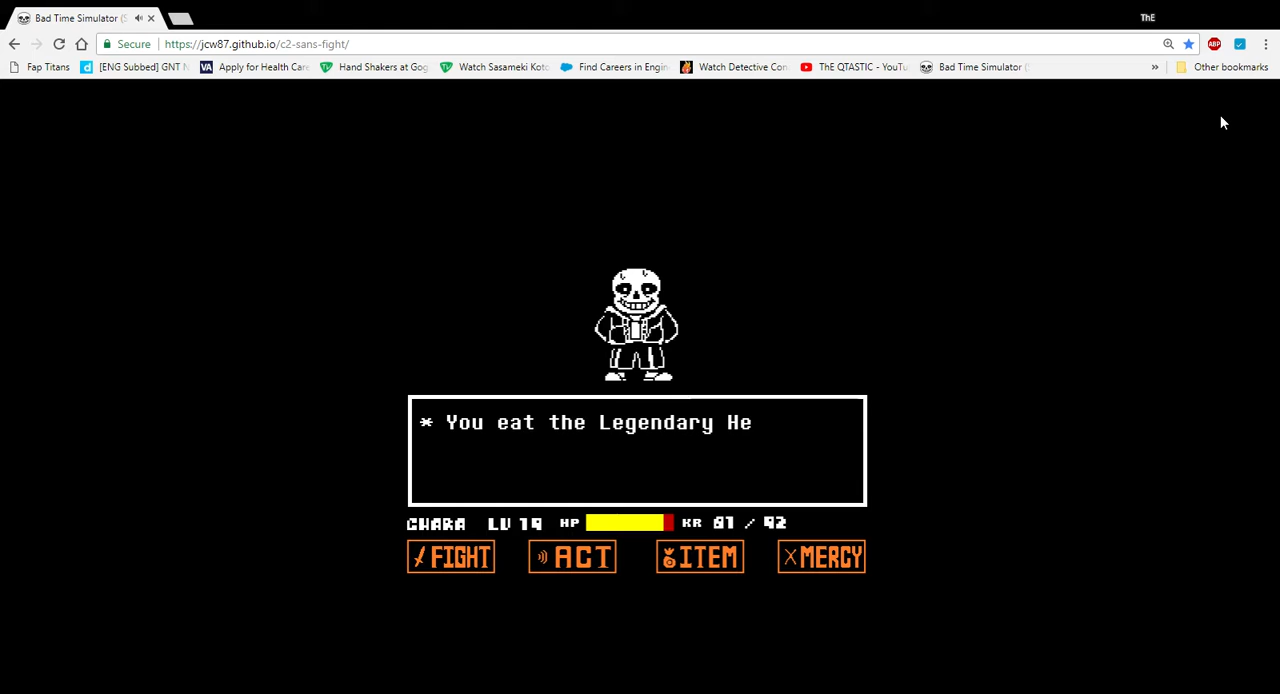 Bad Time Simulator (S
ThE
Secure
https://jcw87.github.io/c2-sans-fight/
ABP
Fap Titans
[ENG Subbed] GNT N
VA
Apply for Health Care
Hand Shakers at Gog
Watch Sasameki Koto
Find Careers in Engin
Watch Detective Con
ThE QTASTIC - YouTu
Bad Time Simulator (
»
Other bookmarks
* You eat the Legendary He
CHARA LV 19 HP KR 81 / 92
FIGHT
ACT
ITEM
MERCY